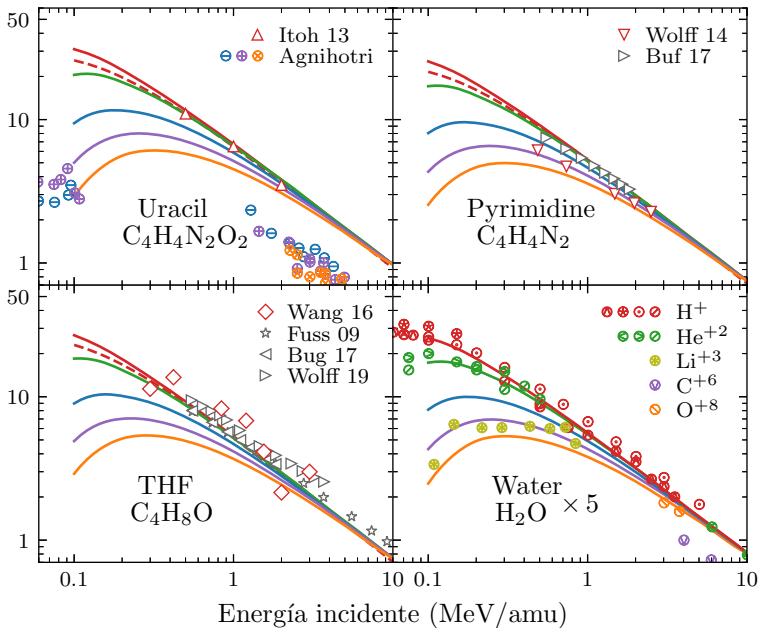 50
10
1
Itoh 13
Agnihotri
Uracil
C₄H₄N₂O₂
Wolff 14
Buf 17
Pyrimidine
C₄H₄N₂
50
10
1
Wang 16
Fuss 09
Bug 17
Wolff 19
THF
C₄H₈O
H⁺
He⁺²
Li⁺³
C⁺⁶
O⁺⁸
Water
H₂O × 5
0.1 1 10 0.1 1 10
Energía incidente (MeV/amu)